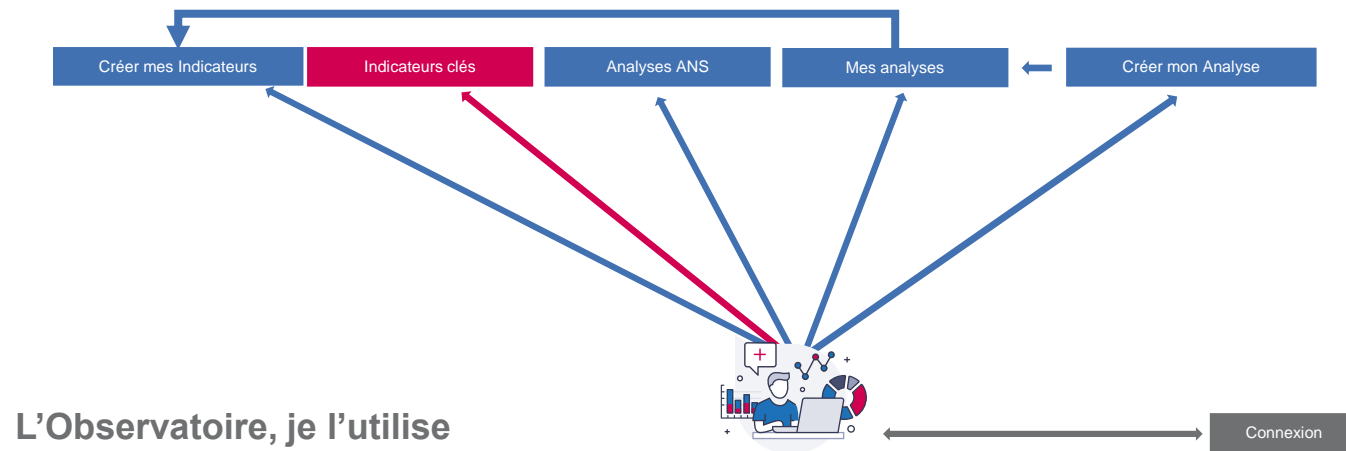 Créer mes Indicateurs
Indicateurs clés
Analyses ANS
Mes analyses
Créer mon Analyse
L’Observatoire, je l’utilise
Connexion